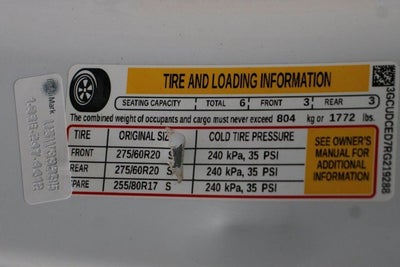 TIRE AND LOADING INFORMATION
SEATING CAPACITY TOTAL 6 FRONT 3 REAR 3
The combined weight of occupants and cargo must never exceed 804 kg or 1772 lbs.
TIRE ORIGINAL SIZE COLD TIRE PRESSURE
FRONT 275/60R20 S 240 kPa, 35 PSI
REAR 275/60R20 S 240 kPa, 35 PSI
SPARE 255/80R17 S 240 kPa, 35 PSI
SEE OWNER'S
MANUAL FOR
ADDITIONAL
INFORMATION
3GCUDCED7RG219288
Mark